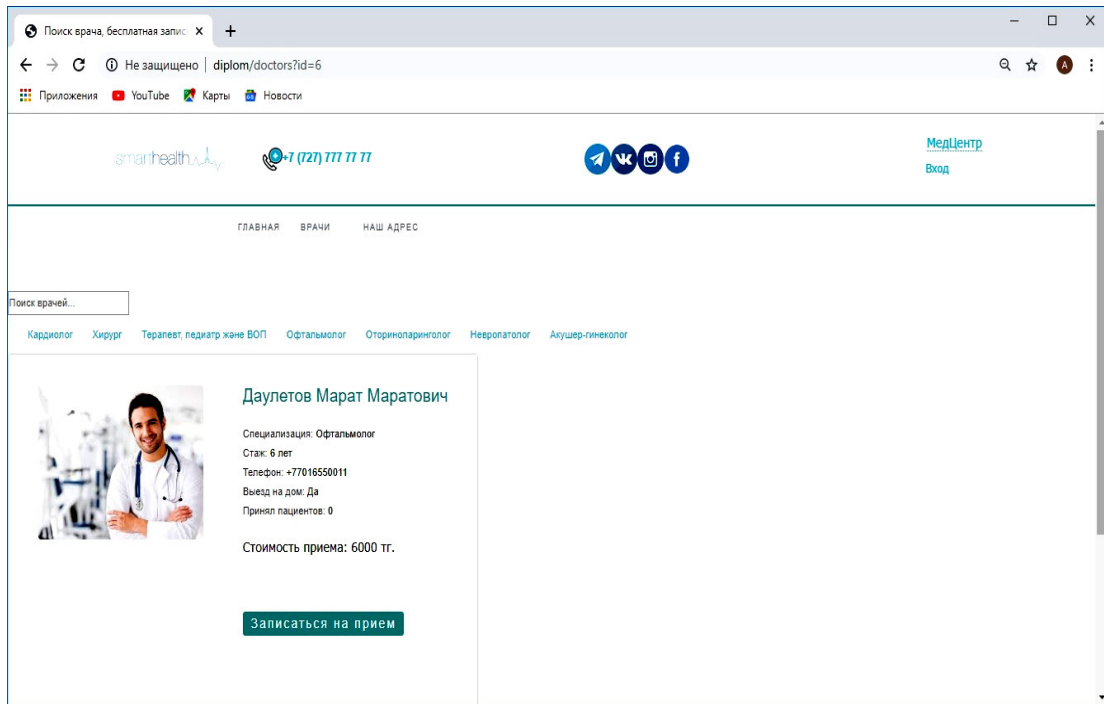 Поиск врача, бесплатная запис
Не защищено | diplom/doctors?id=6
A
Приложения YouTube Карты Новости
smarthealth
+7 (727) 777 77 77
МедЦентр
Вход
ГЛАВНАЯ ВРАЧИ НАШ АДРЕС
Поиск врачей...
Кардиолог Хирург Терапевт, педиатр және ВОП Офтальмолог Оториноларинголог Невропатолог Акушер-гинеколог
Даулетов Марат Маратович
Специализация: Офтальмолог
Стаж: 6 лет
Телефон: +77016550011
Выезд на дом: Да
Принял пациентов: 0
Стоимость приема: 6000 тг.
Записаться на прием